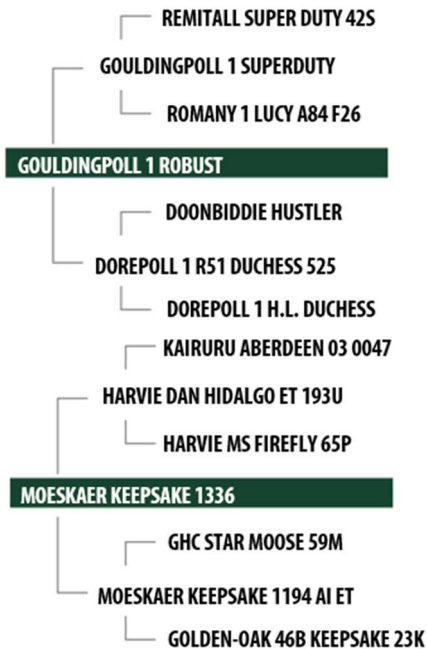 REMITALL SUPER DUTY 42S
GOULDINGPOLL 1 SUPERDUTY
ROMANY 1 LUCY A84 F26
GOULDINGPOLL 1 ROBUST
DOONBIDDIE HUSTLER
DOREPOLL 1 R51 DUCHESS 525
DOREPOLL 1 H.L. DUCHESS
KAIRURU ABERDEEN 03 0047
HARVIE DAN HIDALGO ET 193U
HARVIE MS FIREFLY 65P
MOESKAER KEEPSAKE 1336
GHC STAR MOOSE 59M
MOESKAER KEEPSAKE 1194 AI ET
GOLDEN-OAK 46B KEEPSAKE 23K